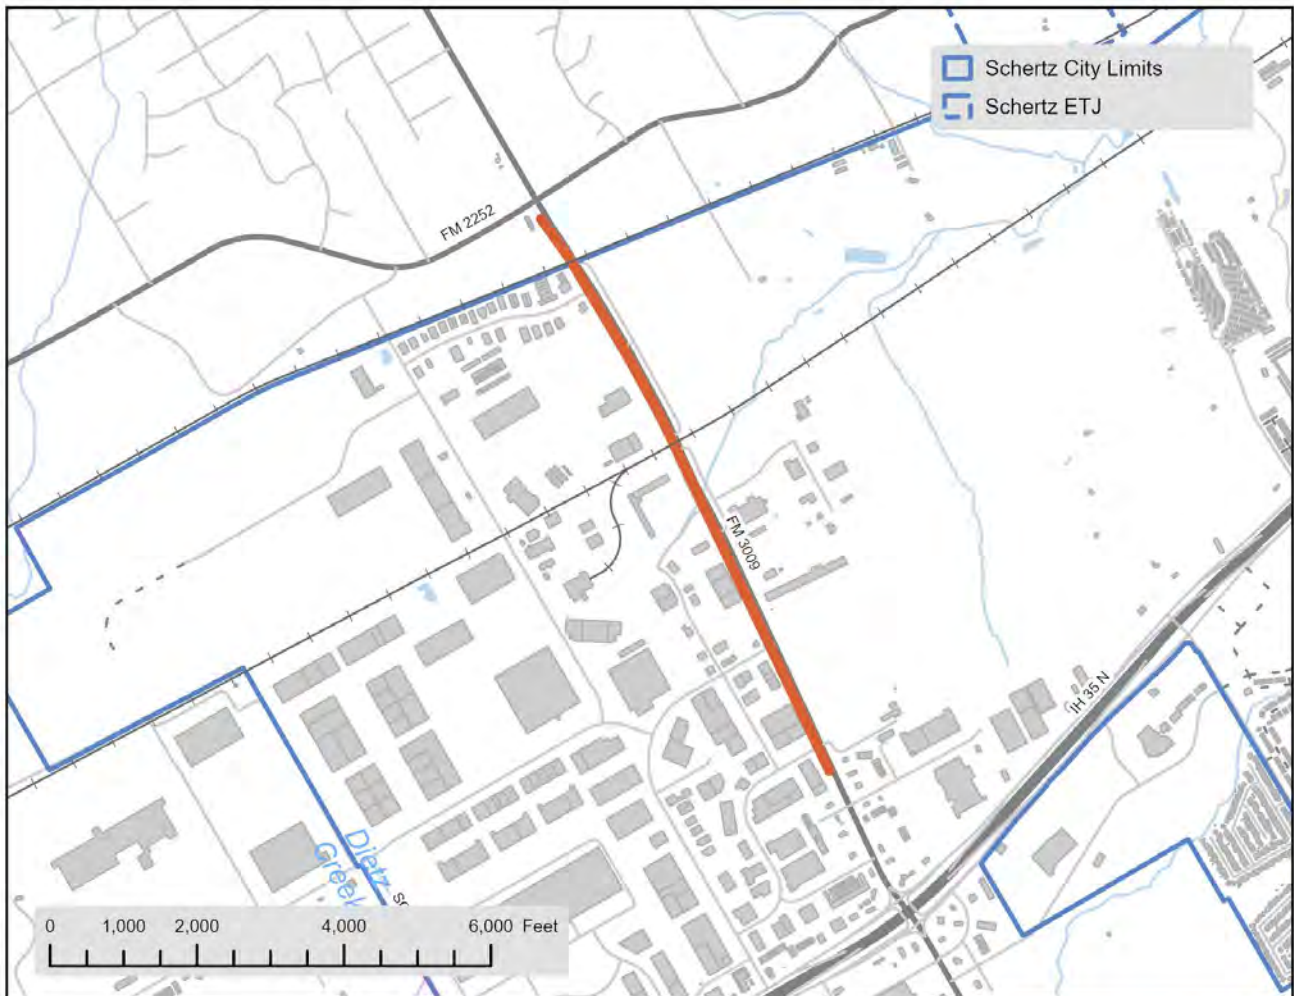 Schertz City Limits
Schertz ETJ
FM 2252
FM 3009
IH 35 N
Dietz
Creek
0 1,000 2,000 4,000 6,000 Feet